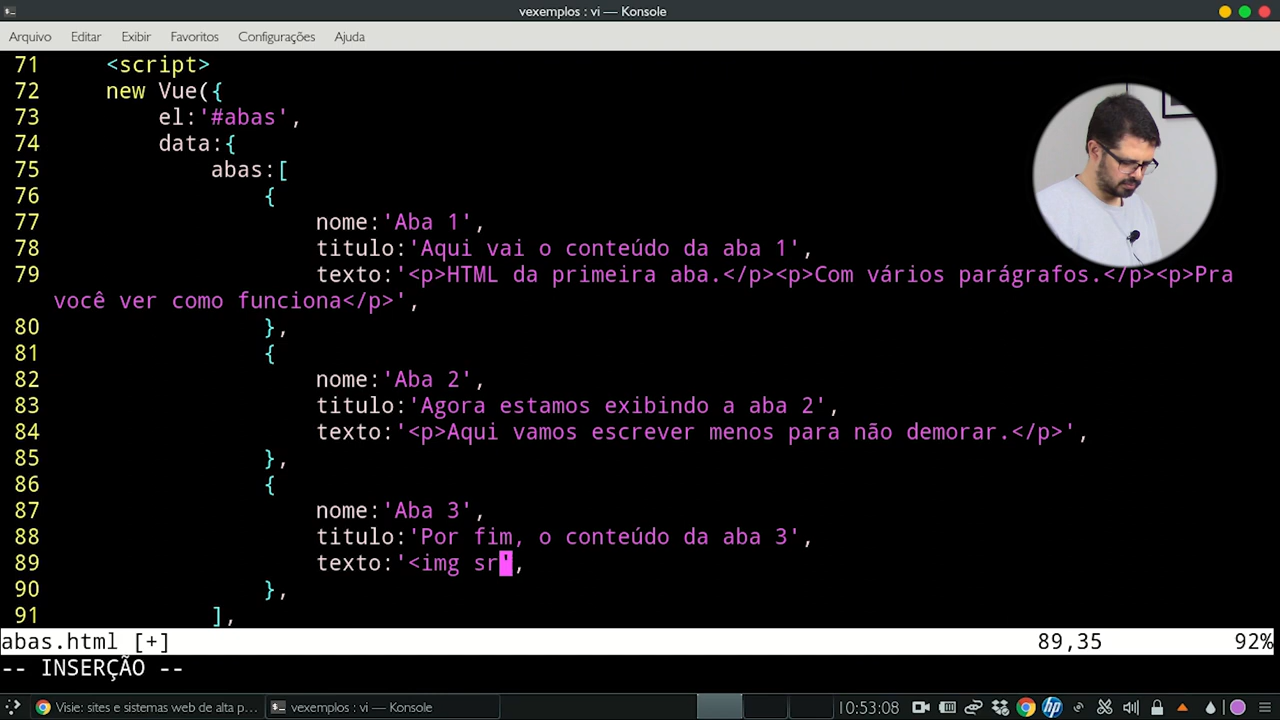 vexemplos : vi — Konsole
Arquivo Editar Exibir Favoritos Configurações Ajuda
71 <script>
72 new Vue({
73 el:'#abas',
74 data:{
75 abas:[
76 {
77 nome:'Aba 1',
78 titulo:'Aqui vai o conteúdo da aba 1',
79 texto:'<p>HTML da primeira aba.</p><p>Com vários parágrafos.</p><p>Pra
você ver como funciona</p>',
80 },
81 {
82 nome:'Aba 2',
83 titulo:'Agora estamos exibindo a aba 2',
84 texto:'<p>Aqui vamos escrever menos para não demorar.</p>',
85 },
86 {
87 nome:'Aba 3',
88 titulo:'Por fim, o conteúdo da aba 3',
89 texto:'<img sr',
90 },
91 ],
abas.html [+] 89,35 92%
-- INSERÇÃO --
Visie: sites e sistemas web de alta p... vexemplos : vi — Konsole 10:53:08 hp